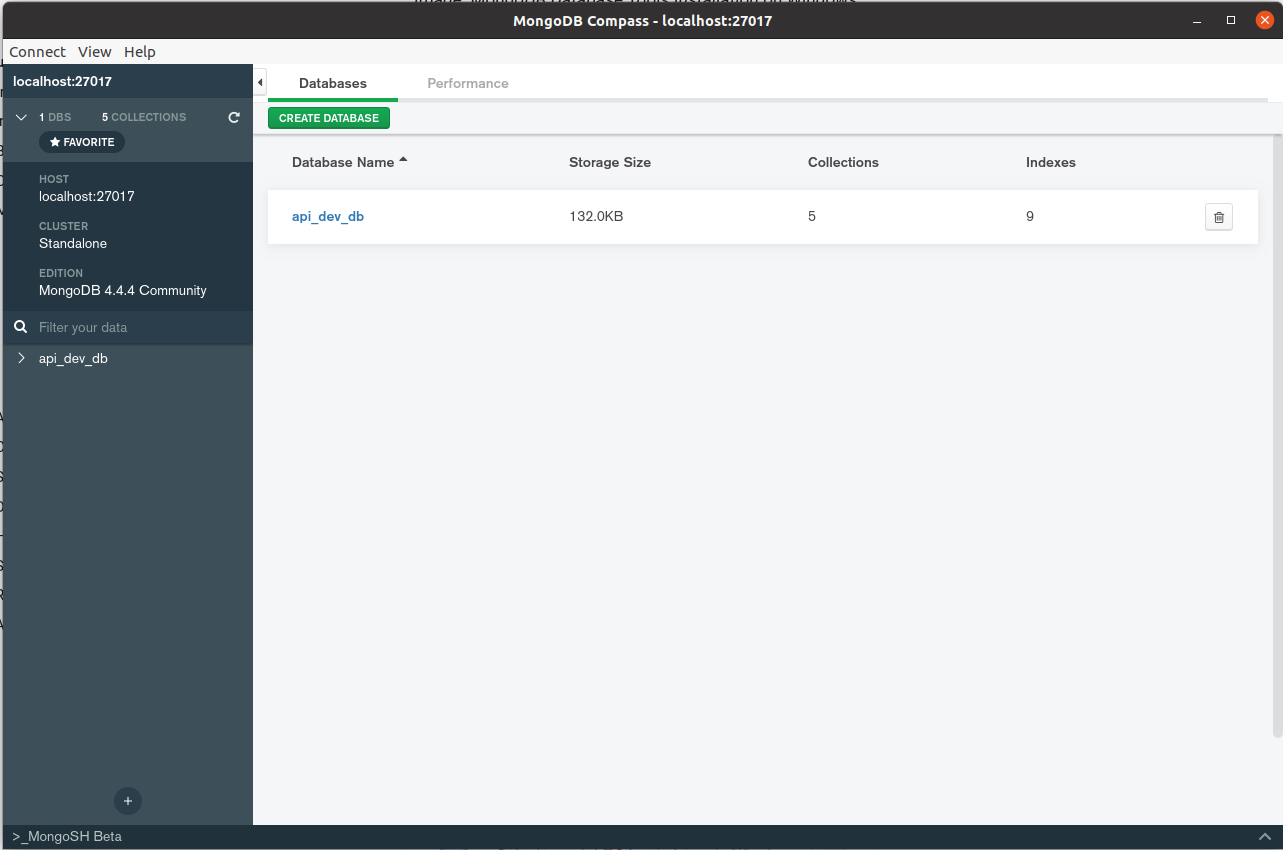 MongoDB Compass - localhost:27017
Connect View Help
localhost:27017
1 DBS 5 COLLECTIONS
FAVORITE
HOST
localhost:27017
CLUSTER
Standalone
EDITION
MongoDB 4.4.4 Community
Filter your data
api_dev_db
Databases Performance
CREATE DATABASE
Database Name Storage Size Collections Indexes
api_dev_db 132.0KB 5 9
>_MongoSH Beta